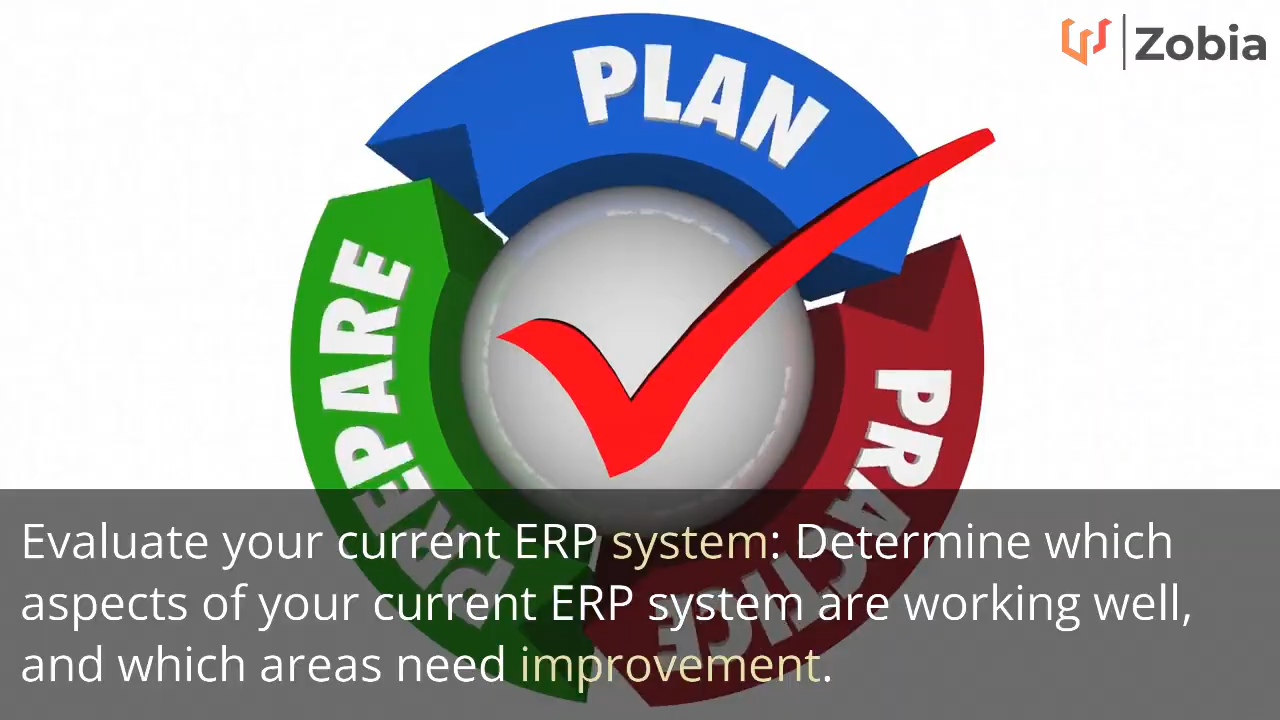 Zobia
PLAN
PREPARE
PRACTICE
Evaluate your current ERP system: Determine which
aspects of your current ERP system are working well,
and which areas need improvement.